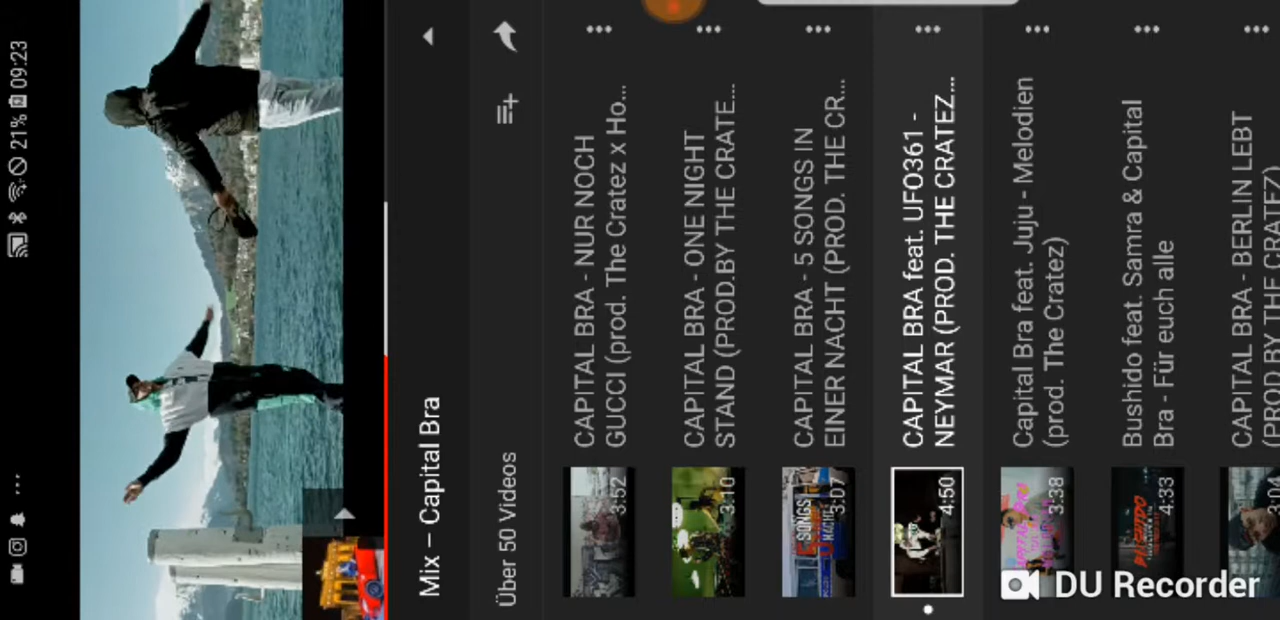 21% 09:23
Mix – Capital Bra
Über 50 Videos
CAPITAL BRA - NUR NOCH
GUCCI (prod. The Cratez x Ho...
3:52
CAPITAL BRA - ONE NIGHT
STAND (PROD.BY THE CRATE...
3:10
CAPITAL BRA - 5 SONGS IN
EINER NACHT (PROD. THE CR...
5 SONGS
3:07
CAPITAL BRA feat. UFO361 -
NEYMAR (PROD. THE CRATEZ...
4:50
Capital Bra feat. Juju - Melodien
(prod. The Cratez)
3:38
Bushido feat. Samra & Capital
Bra - Für euch alle
4:33
CAPITAL BRA - BERLIN LEBT
(PROD.BY THE CRATEZ)
3:04
DU Recorder